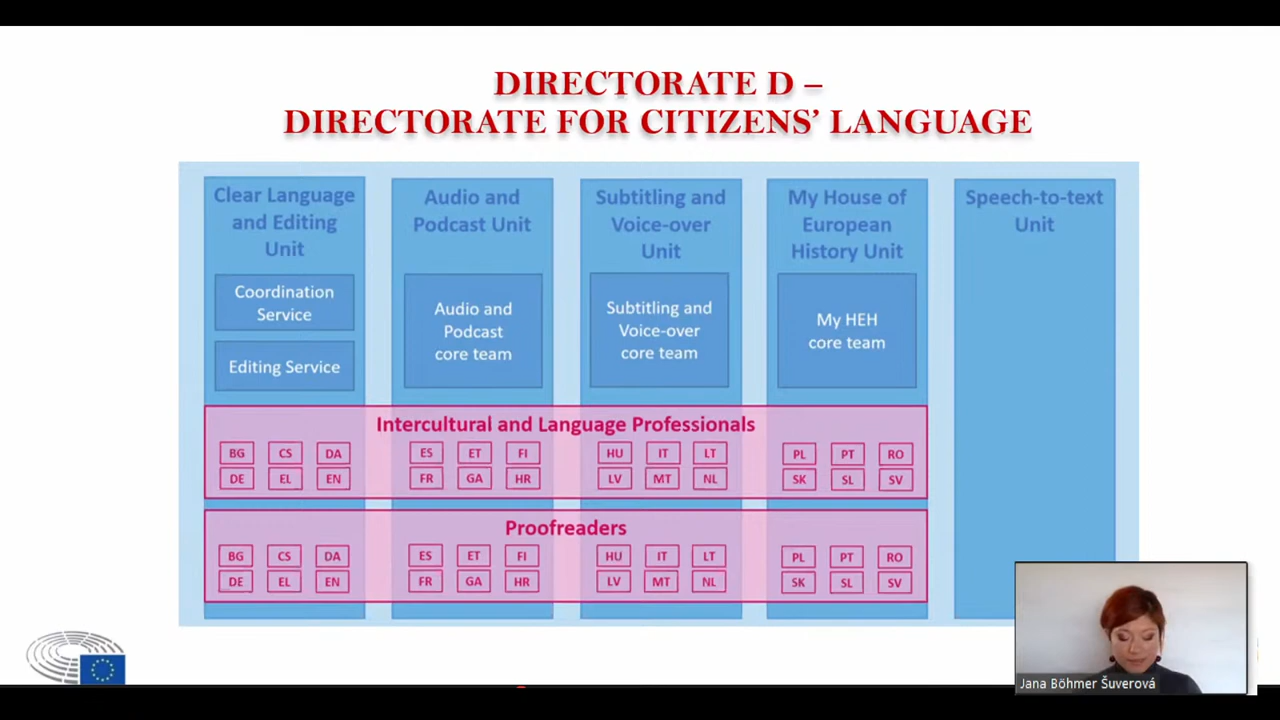 DIRECTORATE D –
DIRECTORATE FOR CITIZENS’ LANGUAGE
Clear Language
and Editing
Unit
Coordination
Service
Editing Service
Audio and
Podcast Unit
Audio and
Podcast
core team
Subtitling and
Voice-over
Unit
Subtitling and
Voice-over
core team
My House of
European
History Unit
My HEH
core team
Speech-to-text
Unit
Intercultural and Language Professionals
BG CS DA ES ET FI HU IT LT PL PT RO
DE EL EN FR GA HR LV MT NL SK SL SV
Proofreaders
BG CS DA ES ET FI HU IT LT PL PT RO
DE EL EN FR GA HR LV MT NL SK SL SV
Jana Böhmer Šuverová